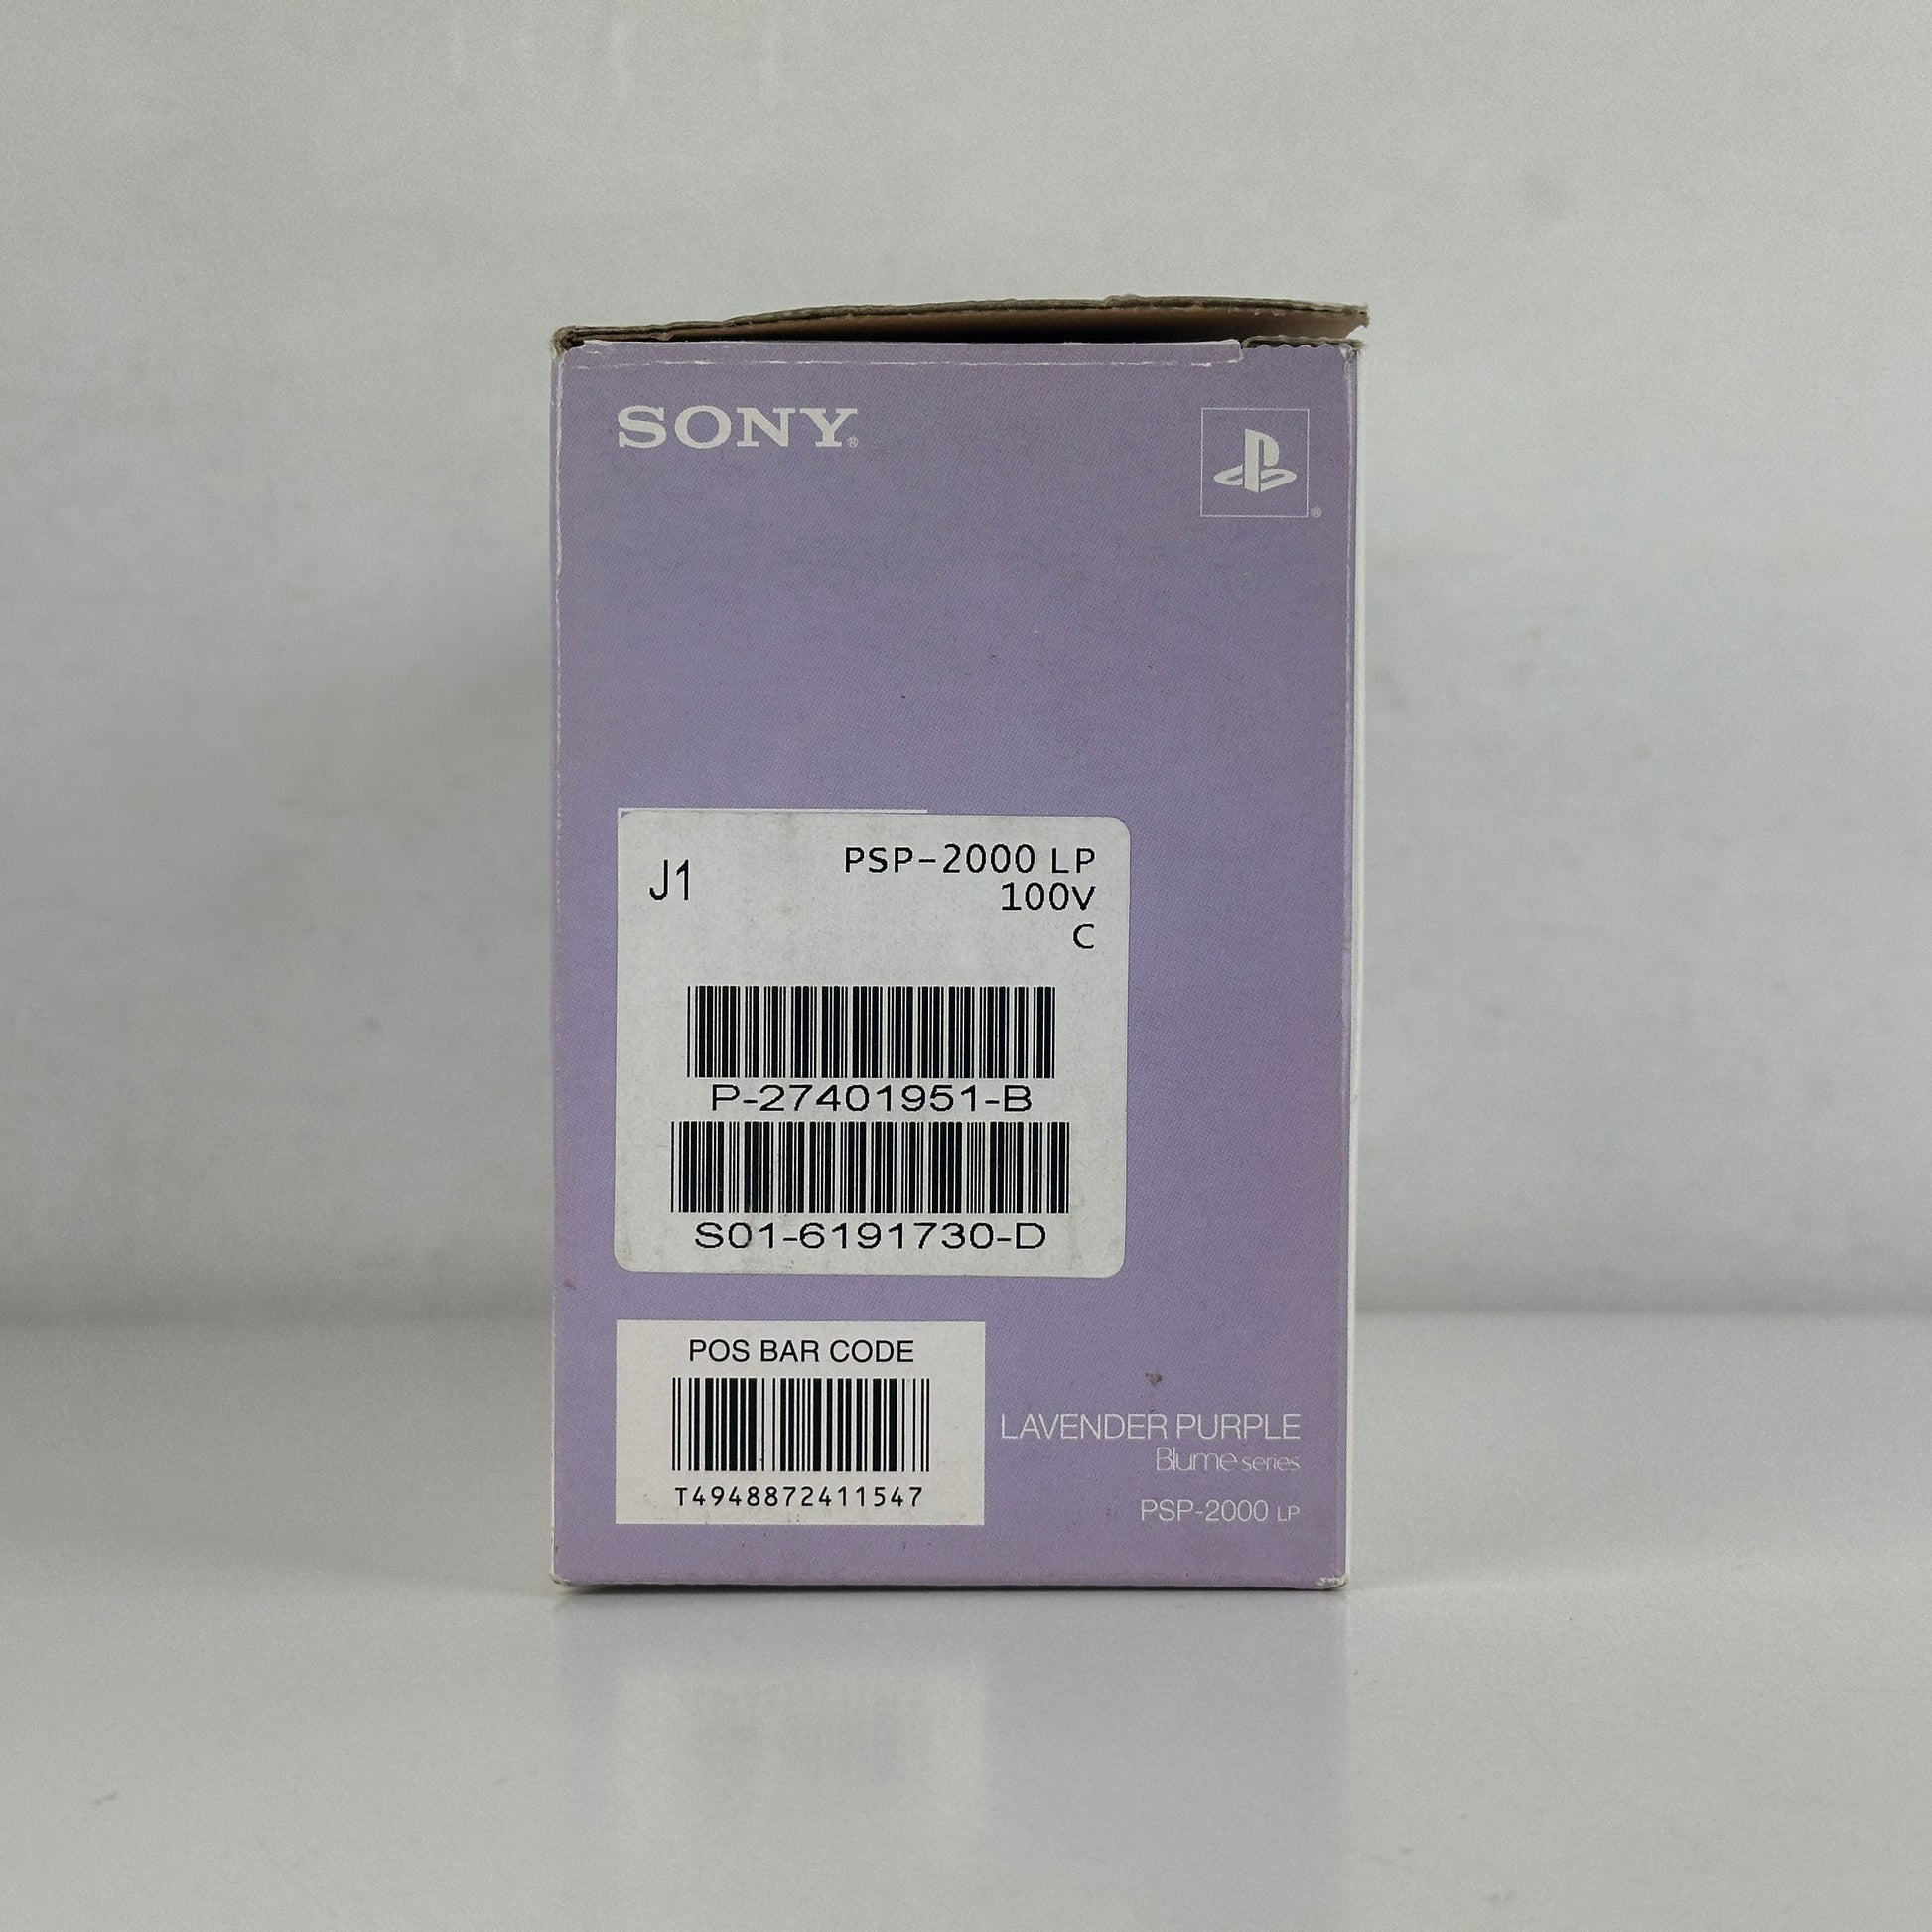 SONY®
J1
PSP-2000 LP
100V
C
P-27401951-B
S01-6191730-D
POS BAR CODE
T4948872411547
LAVENDER PURPLE
Blume series
PSP-2000 LP